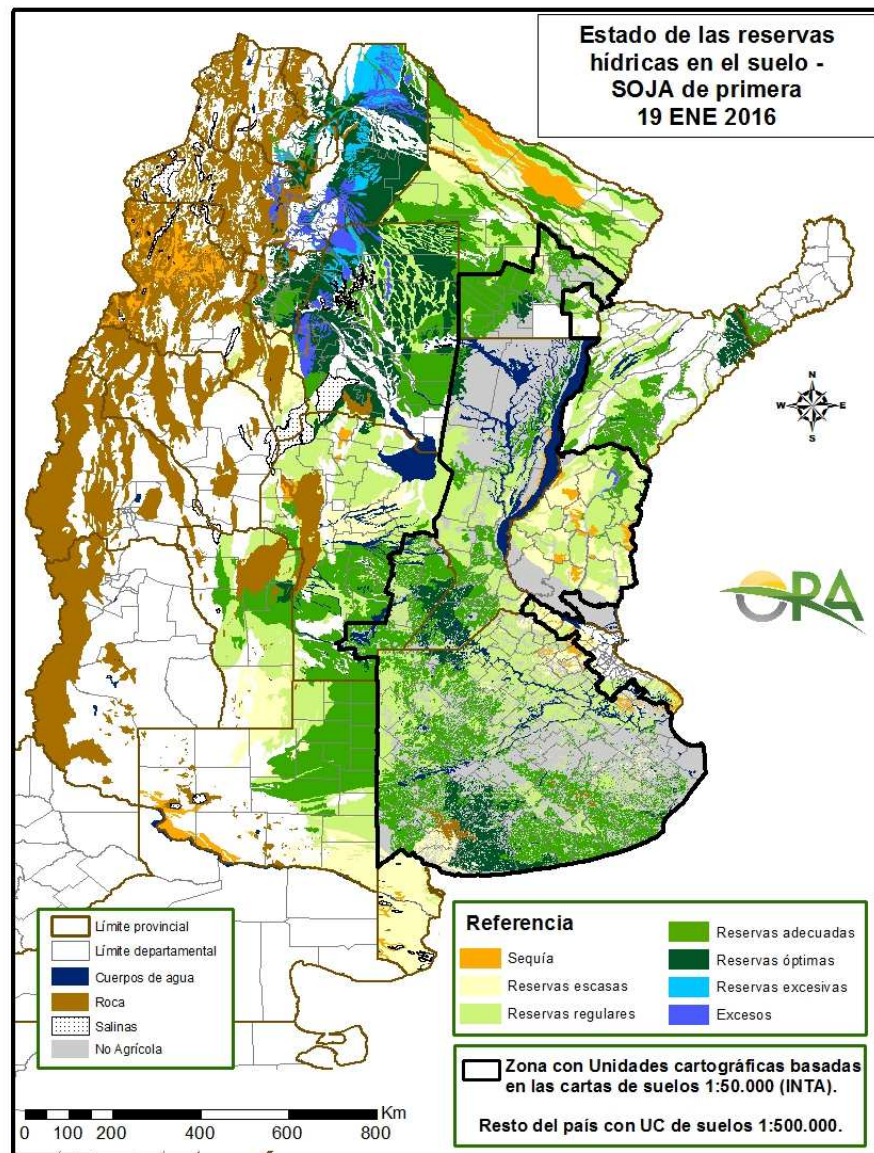 Estado de las reservas
hídricas en el suelo -
SOJA de primera
19 ENE 2016
N
W
E
S
ORA
Límite provincial
Límite departamental
Cuerpos de agua
Roca
Salinas
No Agrícola
Referencia
Sequía
Reservas escasas
Reservas regulares
Reservas adecuadas
Reservas óptimas
Reservas excesivas
Excesos
Zona con Unidades cartográficas basadas
en las cartas de suelos 1:50.000 (INTA).
Resto del país con UC de suelos 1:500.000.
Km
0 100 200 400 600 800